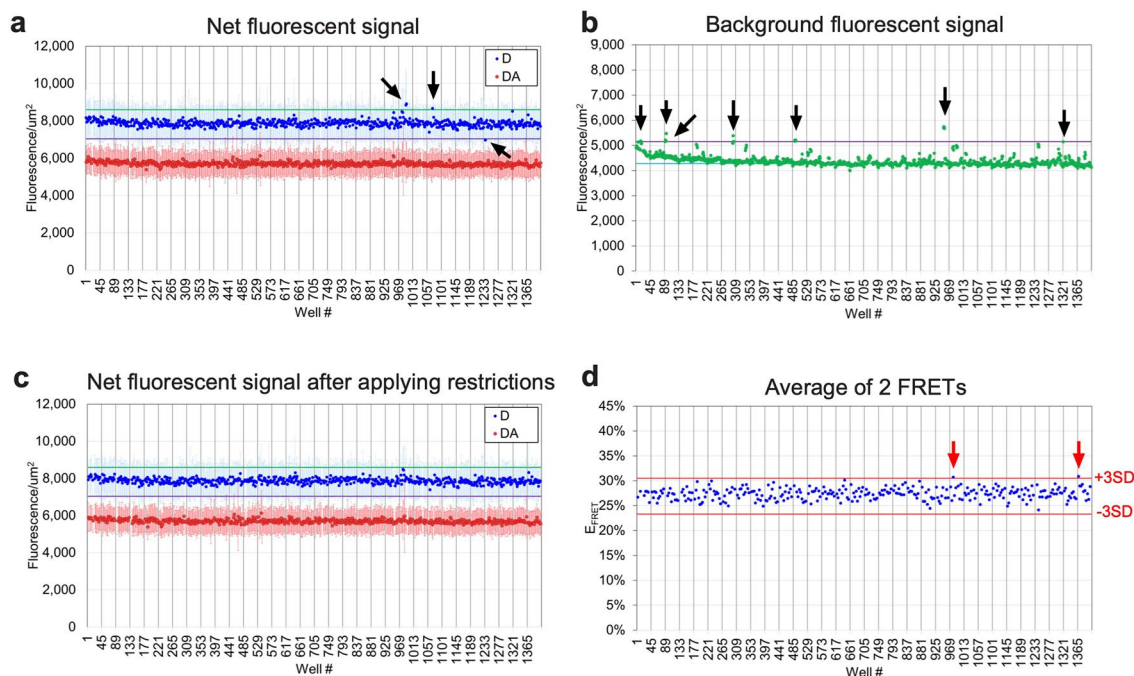 a
Net fluorescent signal
12,000
10,000
8,000
6,000
4,000
2,000
0
Fluorescence/um²
D
DA
1 45 89 133 177 221 265 309 353 397 441 485 529 573 617 661 705 749 793 837 881 925 969 1013 1057 1101 1145 1189 1233 1277 1321 1365
Well #
b
Background fluorescent signal
9,000
8,000
7,000
6,000
5,000
4,000
3,000
2,000
1,000
0
Fluorescence/um²
1 45 89 133 177 221 265 309 353 397 441 485 529 573 617 661 705 749 793 837 881 925 969 1013 1057 1101 1145 1189 1233 1277 1321 1365
Well #
c
Net fluorescent signal after applying restrictions
12,000
10,000
8,000
6,000
4,000
2,000
0
Fluorescence/um²
D
DA
1 45 89 133 177 221 265 309 353 397 441 485 529 573 617 661 705 749 793 837 881 925 969 1013 1057 1101 1145 1189 1233 1277 1321 1365
Well #
d
Average of 2 FRETs
45%
40%
35%
30%
25%
20%
15%
10%
5%
0%
E_FRET
+3SD
-3SD
1 45 89 133 177 221 265 309 353 397 441 485 529 573 617 661 705 749 793 837 881 925 969 1013 1057 1101 1145 1189 1233 1277 1321 1365
Well #